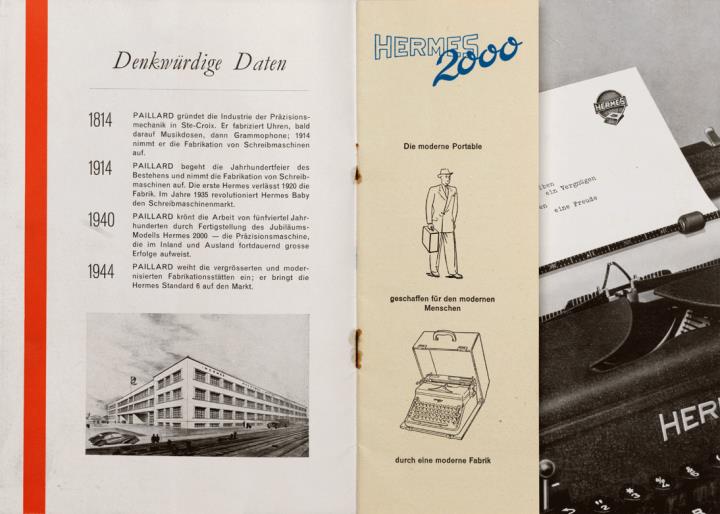 Denkwürdige Daten
1814 PAILLARD gründet die Industrie der Präzisions-
mechanik in Ste-Croix. Er fabriziert Uhren, bald
darauf Musikdosen, dann Grammophone; 1914
nimmt er die Fabrikation von Schreibmaschinen
auf.
1914 PAILLARD begeht die Jahrhundertfeier des
Bestehens und nimmt die Fabrikation von Schreib-
maschinen auf. Die erste Hermes verlässt 1920 die
Fabrik. Im Jahre 1935 revolutioniert Hermes Baby
den Schreibmaschinenmarkt.
1940 PAILLARD krönt die Arbeit von fünfviertel Jahr-
hunderten durch Fertigstellung des Jubiläums-
Modells Hermes 2000 — die Präzisionsmaschine,
die im Inland und Ausland fortdauernd grosse
Erfolge aufweist.
1944 PAILLARD weiht die vergrösserten und moder-
nisierten Fabrikationsstätten ein; er bringt die
Hermes Standard 6 auf den Markt.
HERMES
2000
Die moderne Portable
geschaffen für den modernen
Menschen
durch eine moderne Fabrik
HERMES
iben
ein Vergnügen
en
eine Freude
HER